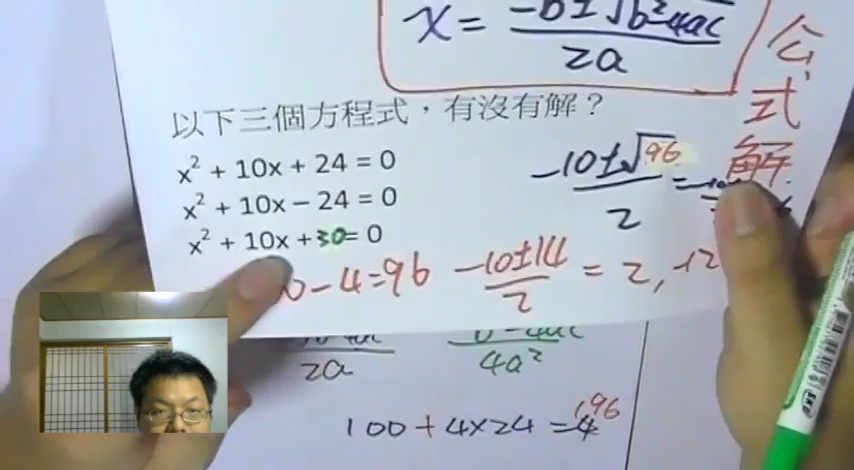 x = -b±√b²-4ac / 2a
公式解
以下三個方程式，有沒有解？
x² + 10x + 24 = 0
x² + 10x − 24 = 0
x² + 10x + 30 = 0
-10±√96 / 2 =
0 - 4 = 96
-10±14 / 2 = 2, -12
2a
4a²
100 + 4×24 = 196